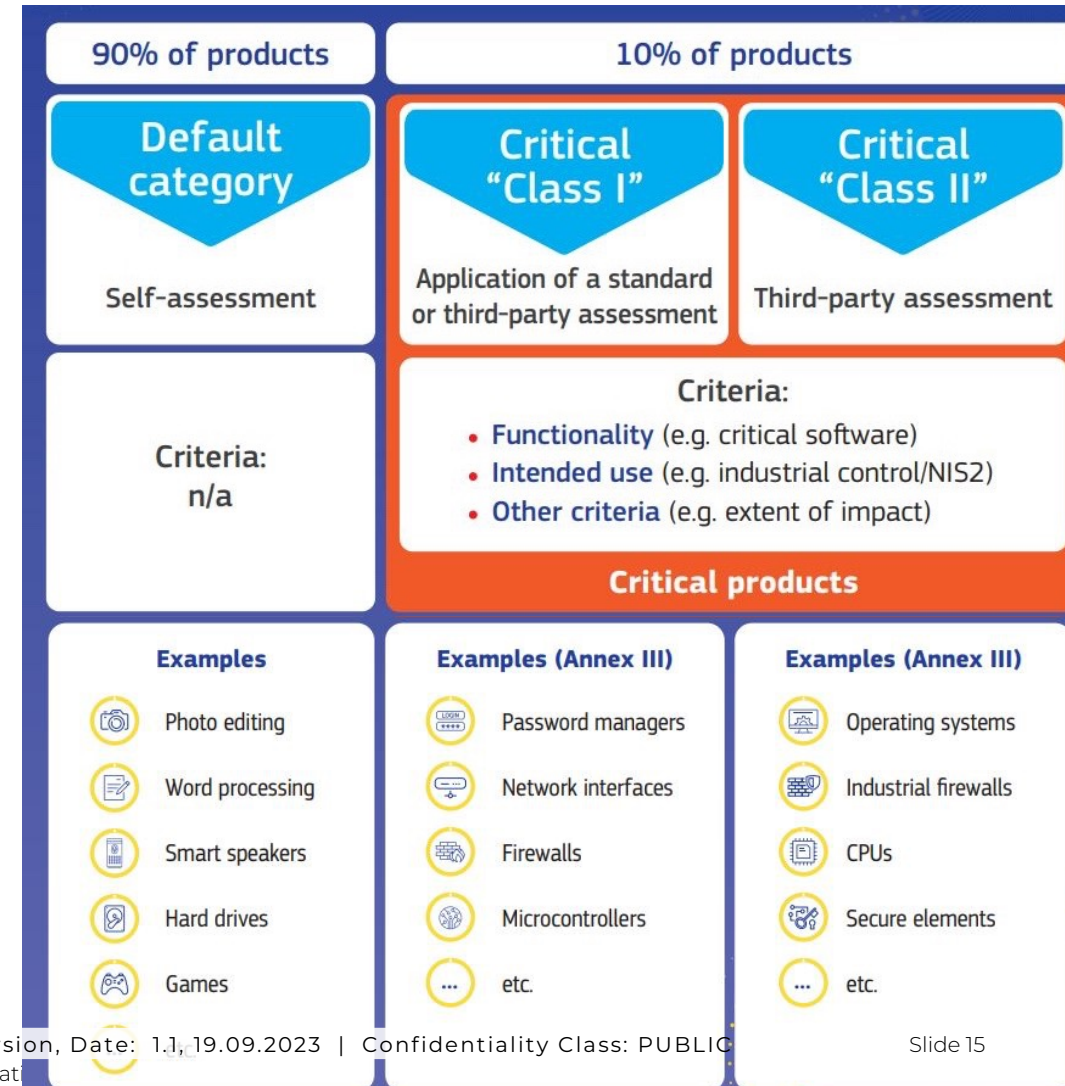 90% of products
10% of products
Default
category
Self-assessment
Critical
“Class I”
Application of a standard
or third-party assessment
Critical
“Class II”
Third-party assessment
Criteria:
n/a
Criteria:
• Functionality (e.g. critical software)
• Intended use (e.g. industrial control/NIS2)
• Other criteria (e.g. extent of impact)
Critical products
Examples
Photo editing
Word processing
Smart speakers
Hard drives
Games
etc.
Examples (Annex III)
LOGIN
Password managers
Network interfaces
Firewalls
Microcontrollers
... etc.
Examples (Annex III)
Operating systems
Industrial firewalls
CPUs
Secure elements
... etc.
Date: 1.1, 19.09.2023 | Confidentiality Class: PUBLIC
Slide 15